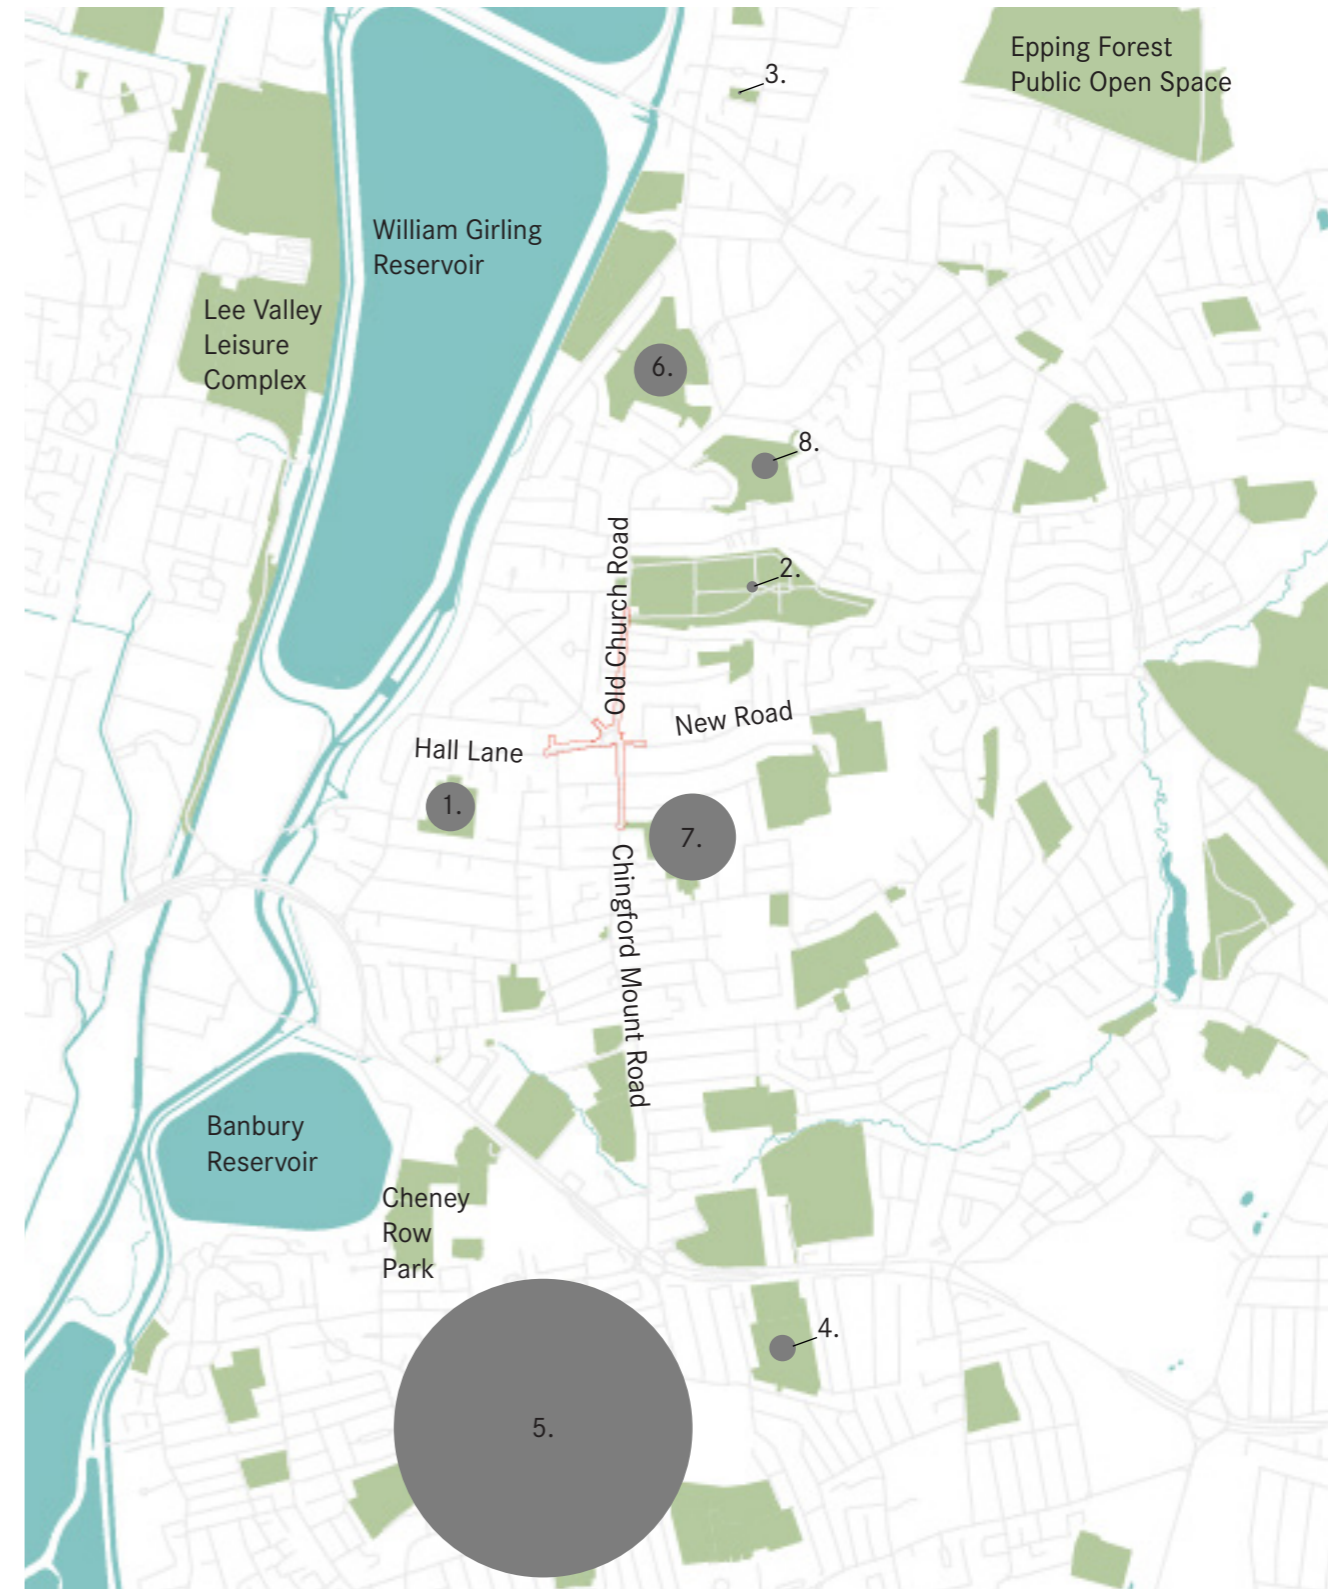 Epping Forest
Public Open Space
3.
William Girling
Reservoir
Lee Valley
Leisure
Complex
6.
8.
Old Church Road
2.
New Road
Hall Lane
1.
7.
Chingford Mount Road
Banbury
Reservoir
Cheney
Row
Park
4.
5.